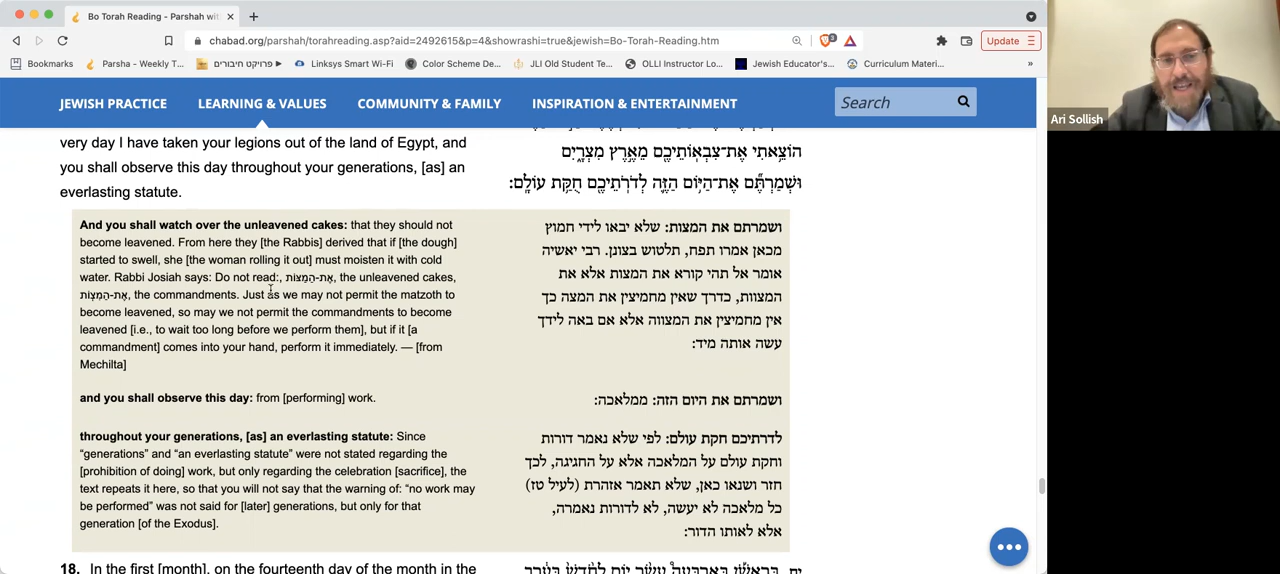 Bo Torah Reading - Parshah wit
chabad.org/parshah/torahreading.asp?aid=2492615&p=4&showrashi=true&jewish=Bo-Torah-Reading.htm
3
Update
Bookmarks Parsha - Weekly T... פרויקט חיבורים Linksys Smart Wi-Fi Color Scheme De... JLI Old Student Te... OLLI Instructor Lo... Jewish Educator's... Curriculum Materi... »
JEWISH PRACTICE LEARNING & VALUES COMMUNITY & FAMILY INSPIRATION & ENTERTAINMENT Search
Ari Sollish
very day I have taken your legions out of the land of Egypt, and
you shall observe this day throughout your generations, [as] an
everlasting statute.
הוֹצֵ֥אתִי אֶת־צִבְאֽוֹתֵיכֶ֖ם מֵאֶ֣רֶץ מִצְרָ֑יִם
וּשְׁמַרְתֶּ֞ם אֶת־הַיּ֥וֹם הַזֶּ֛ה לְדֹרֹֽתֵיכֶ֖ם חֻקַּ֥ת עוֹלָֽם:
And you shall watch over the unleavened cakes: that they should not
become leavened. From here they [the Rabbis] derived that if [the dough]
started to swell, she [the woman rolling it out] must moisten it with cold
water. Rabbi Josiah says: Do not read:, אֶת-הַמַּצּוֹת, the unleavened cakes,
אֶת-הַמִּצְוֹת, the commandments. Just as we may not permit the matzoth to
become leavened, so may we not permit the commandments to become
leavened [i.e., to wait too long before we perform them], but if it [a
commandment] comes into your hand, perform it immediately. — [from
Mechilta]
ושמרתם את המצות: שלא יבאו לידי חמוץ
מכאן אמרו תפח, תלטוש בצונן. רבי יאשיה
אומר אל תהי קורא את המצות אלא את
המצוות, כדרך שאין מחמיצין את המצה כך
אין מחמיצין את המצווה אלא אם באה לידך
עשה אותה מיד:
and you shall observe this day: from [performing] work.
ושמרתם את היום הזה: ממלאכה:
throughout your generations, [as] an everlasting statute: Since
“generations” and “an everlasting statute” were not stated regarding the
[prohibition of doing] work, but only regarding the celebration [sacrifice], the
text repeats it here, so that you will not say that the warning of: “no work may
be performed” was not said for [later] generations, but only for that
generation [of the Exodus].
לדרתיכם חקת עולם: לפי שלא נאמר דורות
וחקת עולם על המלאכה אלא על החגיגה, לכך
חזר ושנאו כאן, שלא תאמר אזהרת (לעיל טז)
כל מלאכה לא יעשה, לא לדורות נאמרה,
אלא לאותו הדור:
18. In the first [month], on the fourteenth day of the month in the